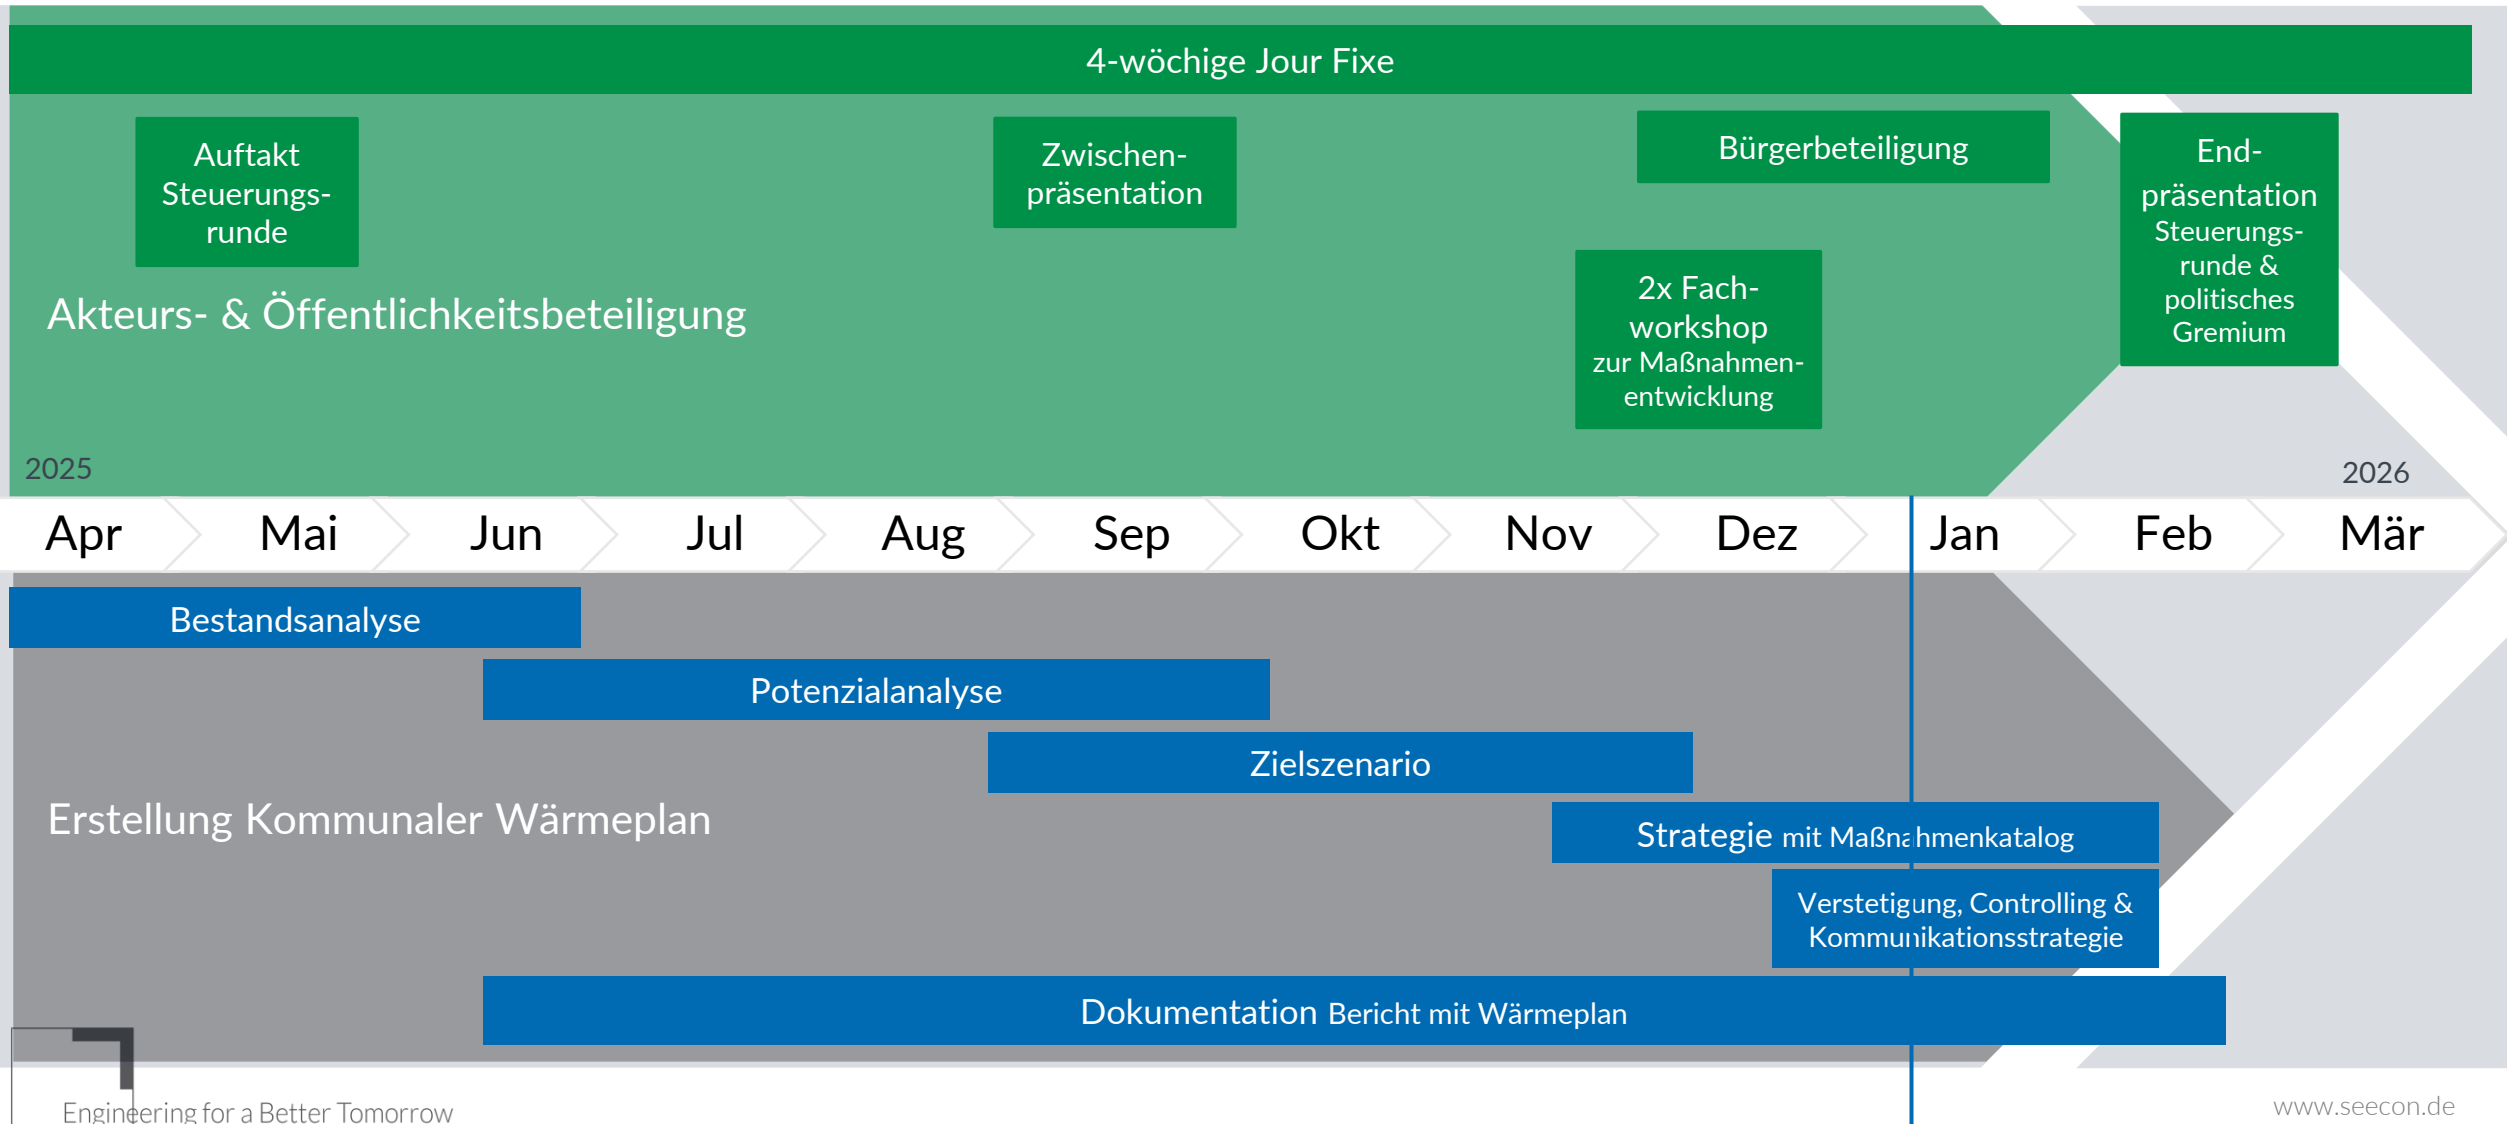 4-wöchige Jour Fixe
Auftakt
Steuerungs-
runde
Zwischen-
präsentation
Bürgerbeteiligung
End-
präsentation
Steuerungs-
runde &
politisches
Gremium
2x Fach-
workshop
zur Maßnahmen-
entwicklung
Akteurs- & Öffentlichkeitsbeteiligung
2025
2026
Apr Mai Jun Jul Aug Sep Okt Nov Dez Jan Feb Mär
Bestandsanalyse
Potenzialanalyse
Zielszenario
Erstellung Kommunaler Wärmeplan
Strategie mit Maßnahmenkatalog
Verstetigung, Controlling &
Kommunikationsstrategie
Dokumentation Bericht mit Wärmeplan
Engineering for a Better Tomorrow
www.seecon.de